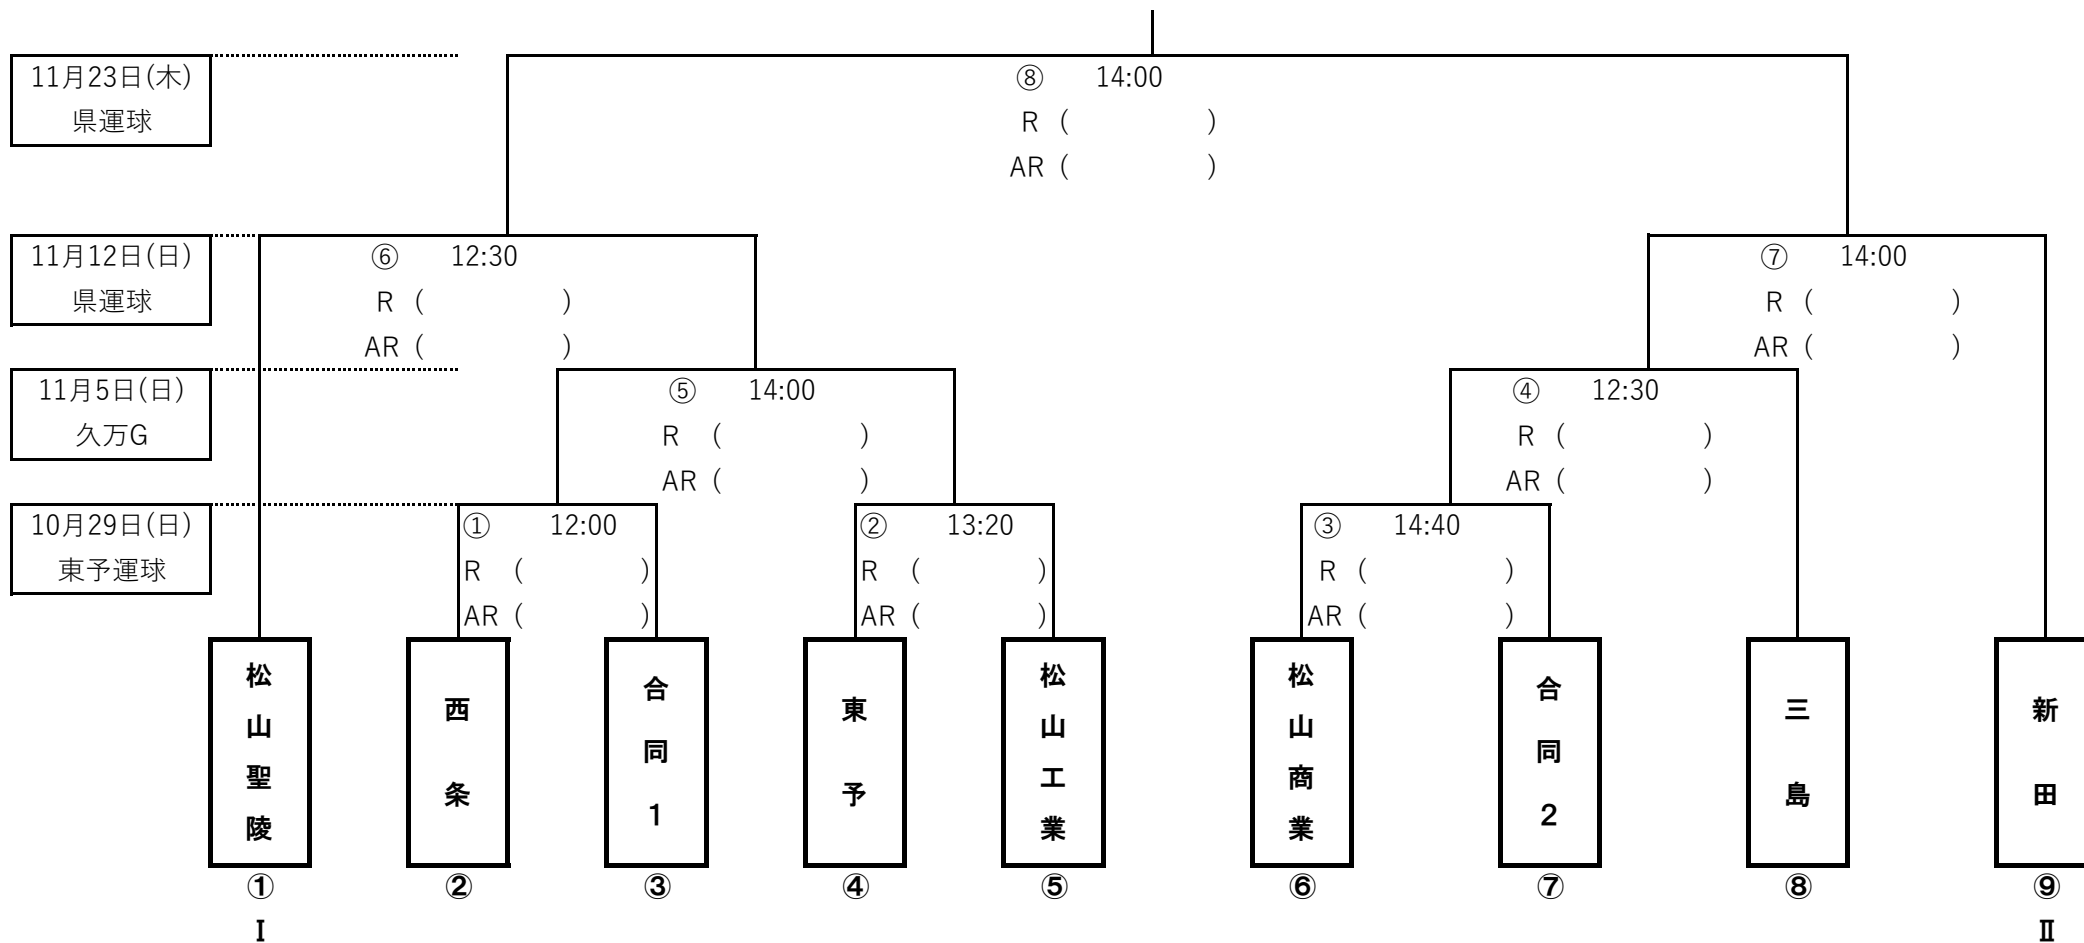 11月23日(木)
県運球
⑧ 14:00
R ( )
AR ( )
11月12日(日)
県運球
⑥ 12:30
R ( )
AR ( )
⑦ 14:00
R ( )
AR ( )
11月5日(日)
久万G
⑤ 14:00
R ( )
AR ( )
④ 12:30
R ( )
AR ( )
10月29日(日)
東予運球
① 12:00
R ( )
AR ( )
② 13:20
R ( )
AR ( )
③ 14:40
R ( )
AR ( )
松山聖陵
西条
合同1
東予
松山工業
松山商業
合同2
三島
新田
① ② ③ ④ ⑤ ⑥ ⑦ ⑧ ⑨
Ⅰ Ⅱ